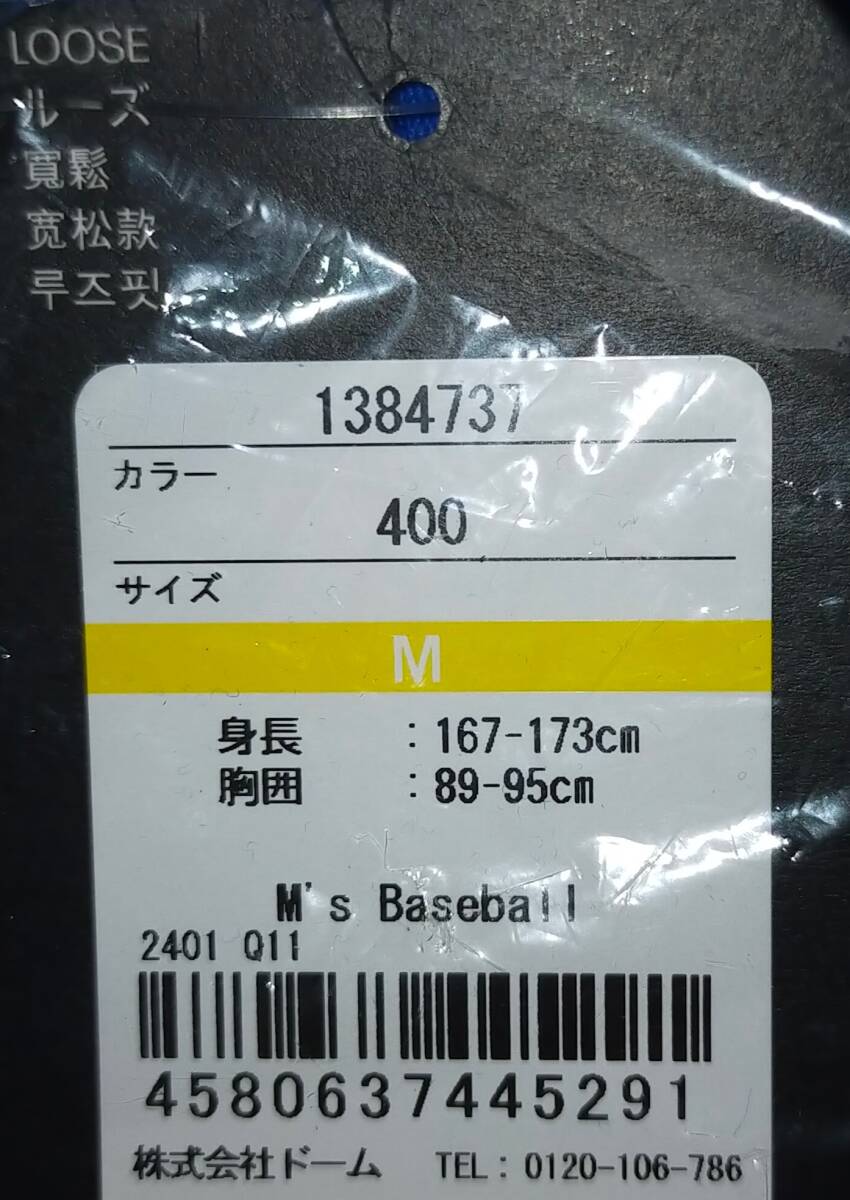 LOOSE
ルーズ
寬鬆
宽松款
루즈핏
1384737
カラー
400
サイズ
M
身長 : 167-173cm
胸囲 : 89-95cm
M's Baseball
2401 Q11
4580637445291
株式会社ドーム TEL: 0120-106-786